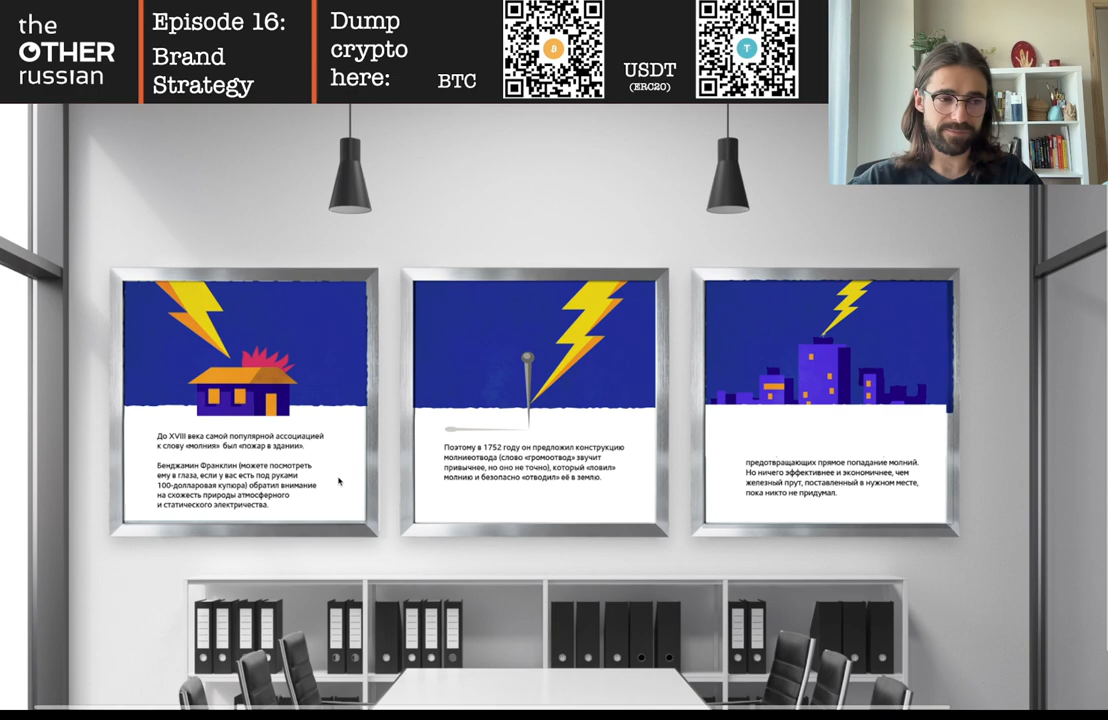 the
OTHER
russian
Episode 16:
Brand
Strategy
Dump
crypto
here:
BTC
USDT
(ERC20)
До XVIII века самой популярной ассоциацией
к слову «молния» был «пожар в здании».
Бенджамин Франклин (можете посмотреть
ему в глаза, если у вас есть под руками
100-долларовая купюра) обратил внимание
на схожесть природы атмосферного
и статического электричества.
Поэтому в 1752 году он предложил конструкцию
молниеотвода (слово «громоотвод» звучит
привычнее, но оно не точно), который «ловил»
молнию и безопасно «отводил» её в землю.
предотвращающих прямое попадание молний.
Но ничего эффективнее и экономичнее, чем
железный прут, поставленный в нужном месте,
пока никто не придумал.